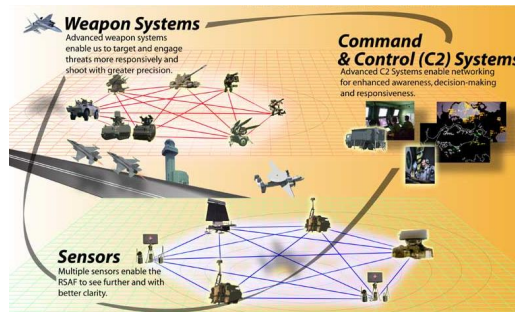 Weapon Systems
Advanced weapon systems
enable us to target and engage
threats more responsively and
shoot with greater precision.
Command
& Control (C2) Systems
Advanced C2 Systems enable networking
for enhanced awareness, decision-making
and responsiveness.
Sensors
Multiple sensors enable the
RSAF to see further and with
better clarity.